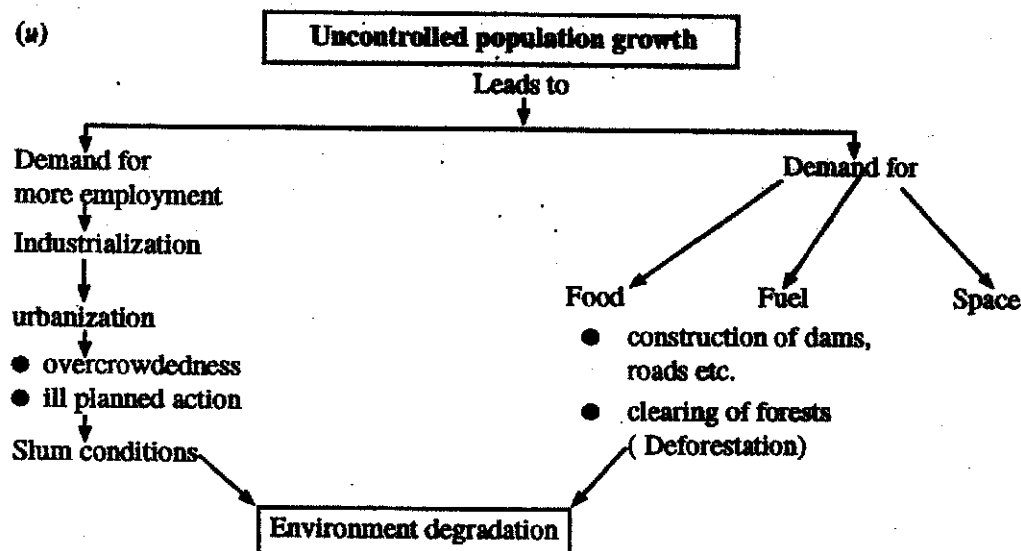 (u)
Uncontrolled population growth
Leads to
Demand for
more employment
Industrialization
urbanization
● overcrowdedness
● ill planned action
Slum conditions
Demand for
Food Fuel Space
● construction of dams,
roads etc.
● clearing of forests
( Deforestation)
Environment degradation